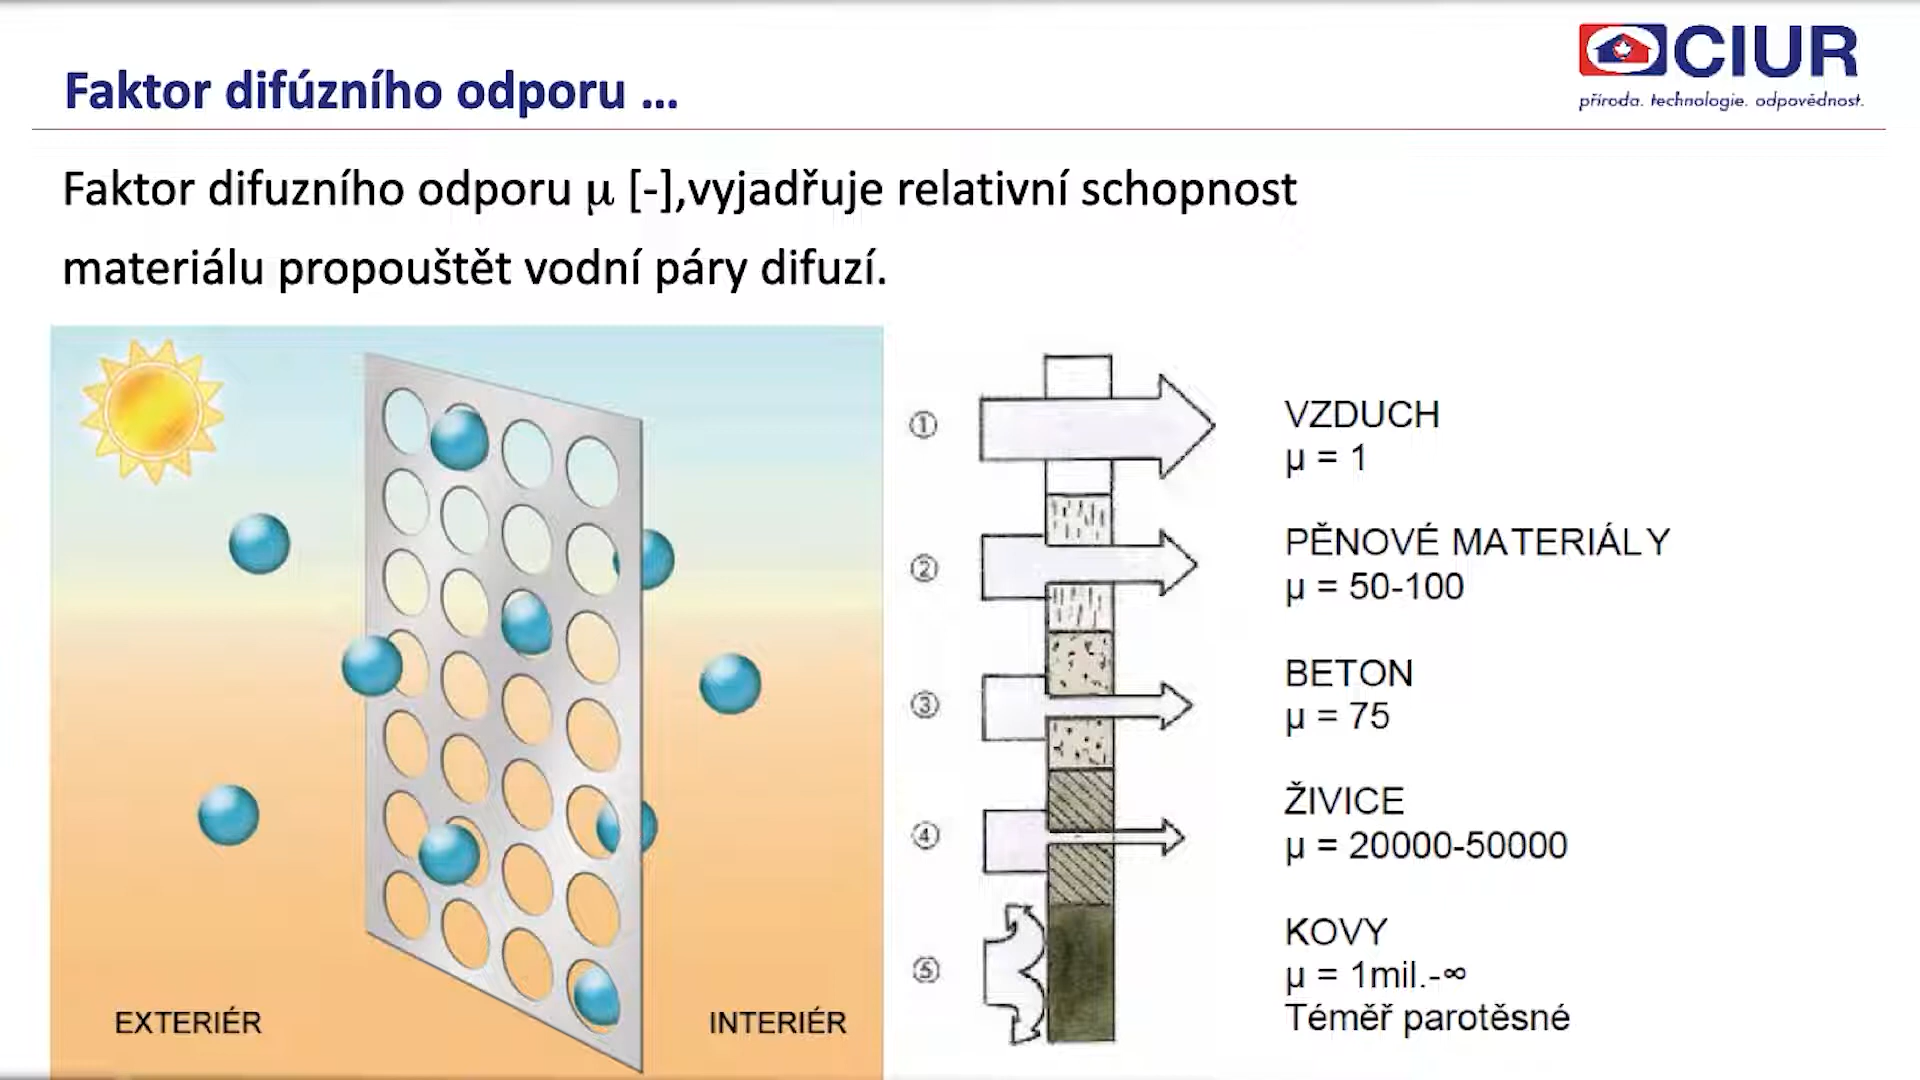 Faktor difúzního odporu ...
CIUR
příroda. technologie. odpovědnost.
Faktor difuzního odporu μ [-],vyjadřuje relativní schopnost
materiálu propouštět vodní páry difuzí.
EXTERIÉR
INTERIÉR
①
VZDUCH
μ = 1
②
PĚNOVÉ MATERIÁLY
μ = 50-100
③
BETON
μ = 75
④
ŽIVICE
μ = 20000-50000
⑤
KOVY
μ = 1mil.-∞
Téměř parotěsné